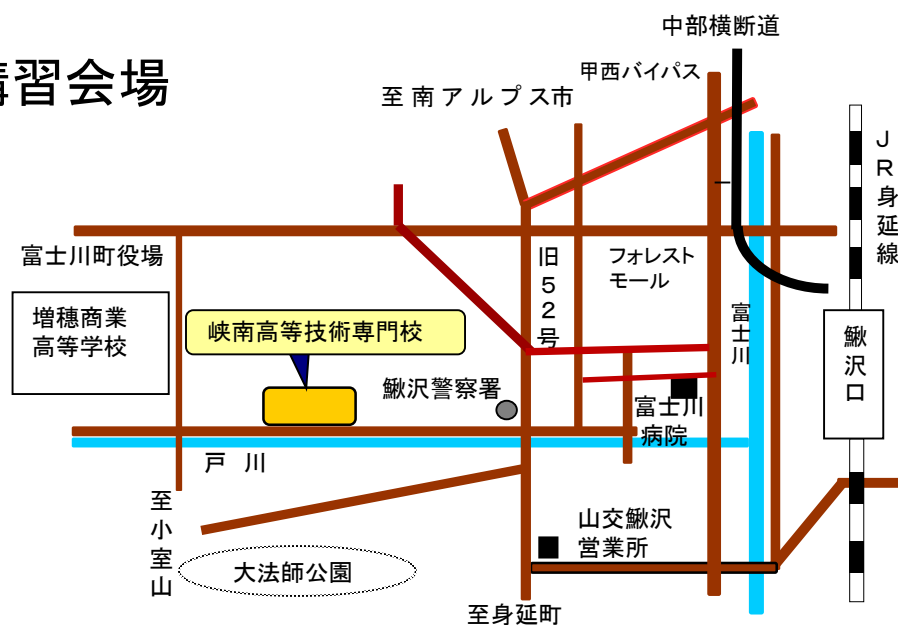 中部横断道
講習会場
甲西バイパス
至南アルプス市
JR身延線
富士川町役場
旧52号
フォレスト
モール
増穂商業
高等学校
峡南高等技術専門校
富士川
鰍沢口
鰍沢警察署
富士川
病院
戸川
至小室山
山交鰍沢
営業所
大法師公園
至身延町